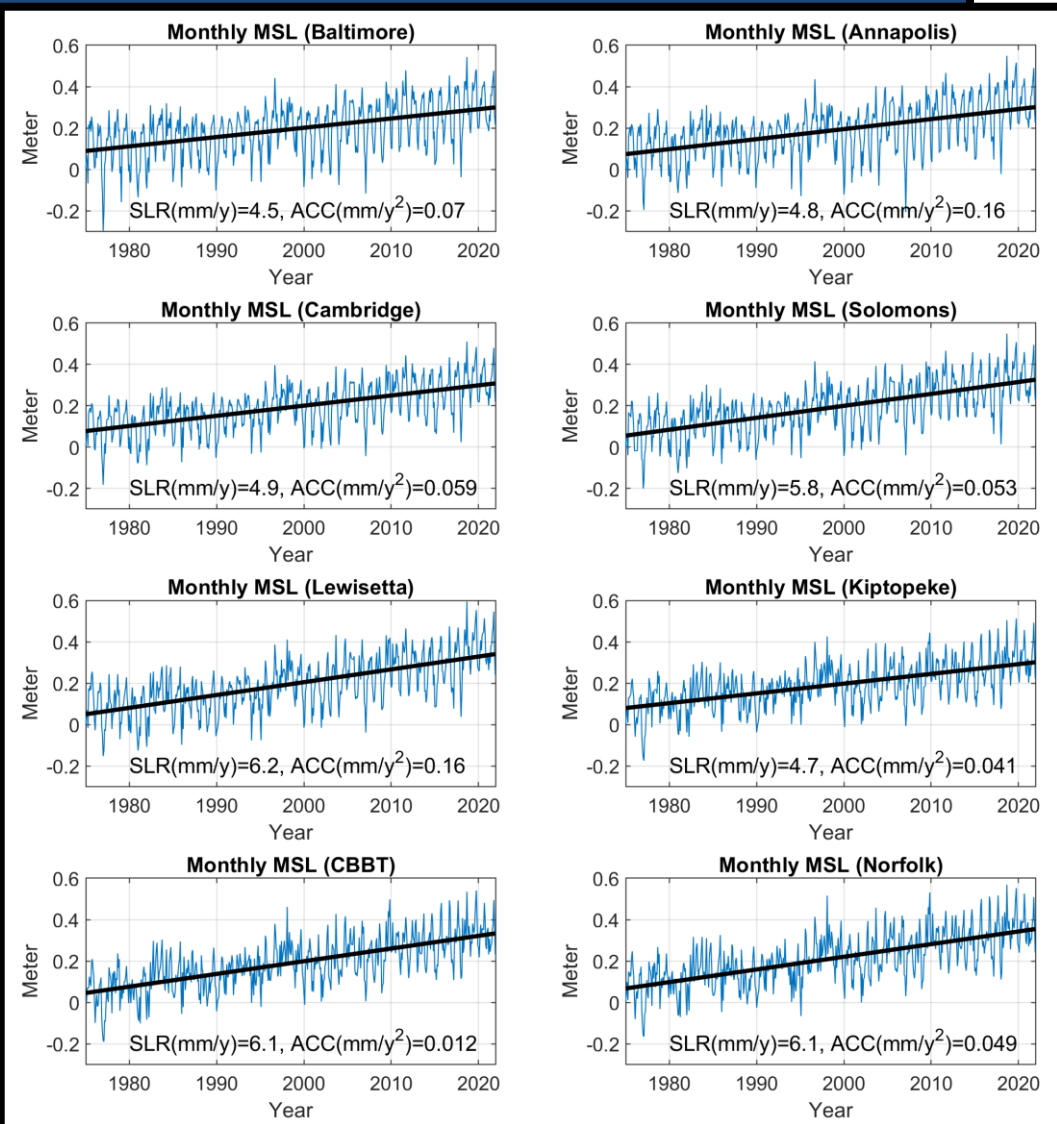 Monthly MSL (Baltimore)
0.6
0.4
0.2
0
-0.2
Meter
SLR(mm/y)=4.5, ACC(mm/y²)=0.07
1980 1990 2000 2010 2020
Year
Monthly MSL (Annapolis)
0.6
0.4
0.2
0
-0.2
Meter
SLR(mm/y)=4.8, ACC(mm/y²)=0.16
1980 1990 2000 2010 2020
Year
Monthly MSL (Cambridge)
0.6
0.4
0.2
0
-0.2
Meter
SLR(mm/y)=4.9, ACC(mm/y²)=0.059
1980 1990 2000 2010 2020
Year
Monthly MSL (Solomons)
0.6
0.4
0.2
0
-0.2
Meter
SLR(mm/y)=5.8, ACC(mm/y²)=0.053
1980 1990 2000 2010 2020
Year
Monthly MSL (Lewisetta)
0.6
0.4
0.2
0
-0.2
Meter
SLR(mm/y)=6.2, ACC(mm/y²)=0.16
1980 1990 2000 2010 2020
Year
Monthly MSL (Kiptopeke)
0.6
0.4
0.2
0
-0.2
Meter
SLR(mm/y)=4.7, ACC(mm/y²)=0.041
1980 1990 2000 2010 2020
Year
Monthly MSL (CBBT)
0.6
0.4
0.2
0
-0.2
Meter
SLR(mm/y)=6.1, ACC(mm/y²)=0.012
1980 1990 2000 2010 2020
Year
Monthly MSL (Norfolk)
0.6
0.4
0.2
0
-0.2
Meter
SLR(mm/y)=6.1, ACC(mm/y²)=0.049
1980 1990 2000 2010 2020
Year